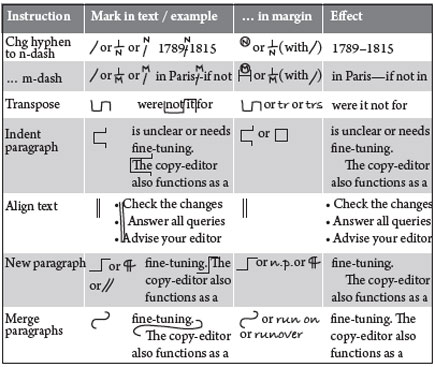 Instruction Mark in text / example ... in margin Effect
Chg hyphen / or 1/N or N/ 1789/1815 N or 1/N (with /) 1789–1815
to n-dash
... m-dash / or 1/M or M/ in Paris/if not M or 1/M (with /) in Paris—if not in
Transpose were not it for or tr or trs were it not for
Indent is unclear or needs or is unclear or needs
paragraph fine-tuning. fine-tuning.
The copy-editor The copy-editor
also functions as a also functions as a
Align text • Check the changes • Check the changes
• Answer all queries • Answer all queries
• Advise your editor • Advise your editor
New paragraph or ¶ fine-tuning. The or n.p. or ¶ fine-tuning.
or // copy-editor also The copy-editor
functions as a also functions as a
Merge fine-tuning. or run on fine-tuning. The
paragraphs The copy-editor or runover copy-editor also
also functions as a functions as a